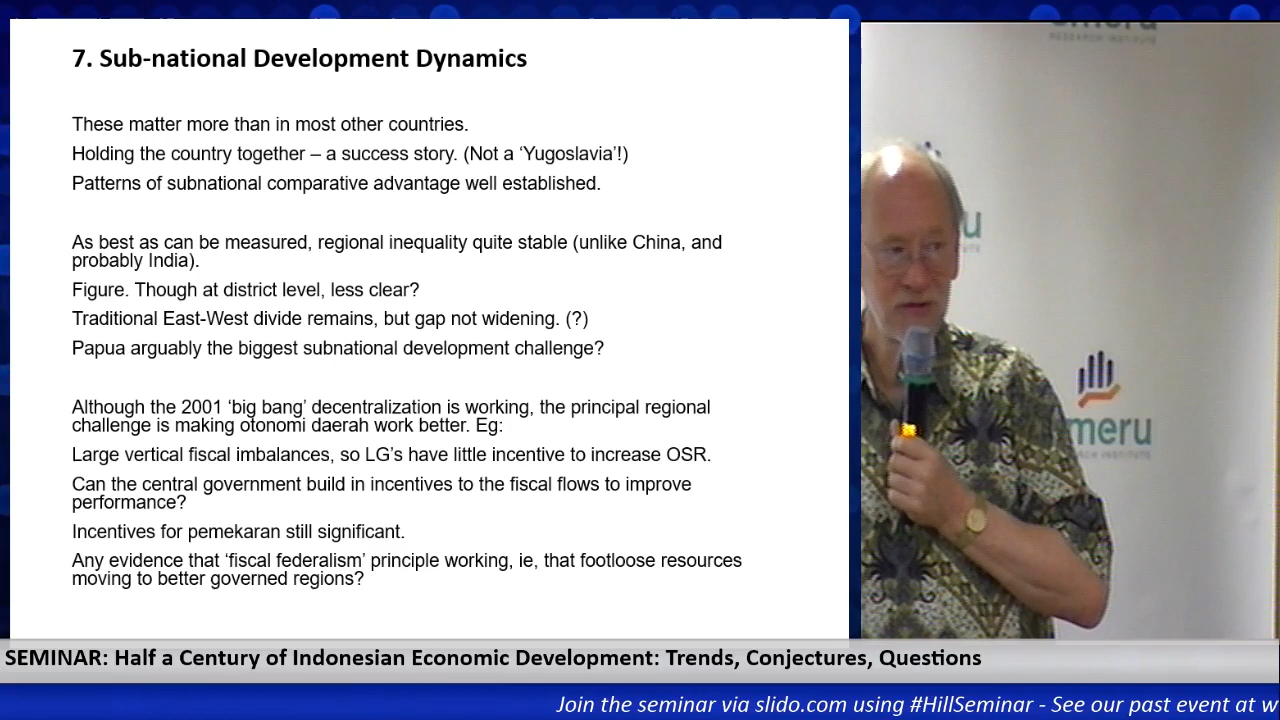 7. Sub-national Development Dynamics
These matter more than in most other countries.
Holding the country together – a success story. (Not a ‘Yugoslavia’!)
Patterns of subnational comparative advantage well established.
As best as can be measured, regional inequality quite stable (unlike China, and
probably India).
Figure. Though at district level, less clear?
Traditional East-West divide remains, but gap not widening. (?)
Papua arguably the biggest subnational development challenge?
Although the 2001 ‘big bang’ decentralization is working, the principal regional
challenge is making otonomi daerah work better. Eg:
Large vertical fiscal imbalances, so LG’s have little incentive to increase OSR.
Can the central government build in incentives to the fiscal flows to improve
performance?
Incentives for pemekaran still significant.
Any evidence that ‘fiscal federalism’ principle working, ie, that footloose resources
moving to better governed regions?
RESEARCH INSTITUTE
meru
SEMINAR: Half a Century of Indonesian Economic Development: Trends, Conjectures, Questions
Join the seminar via slido.com using #HillSeminar - See our past event at w